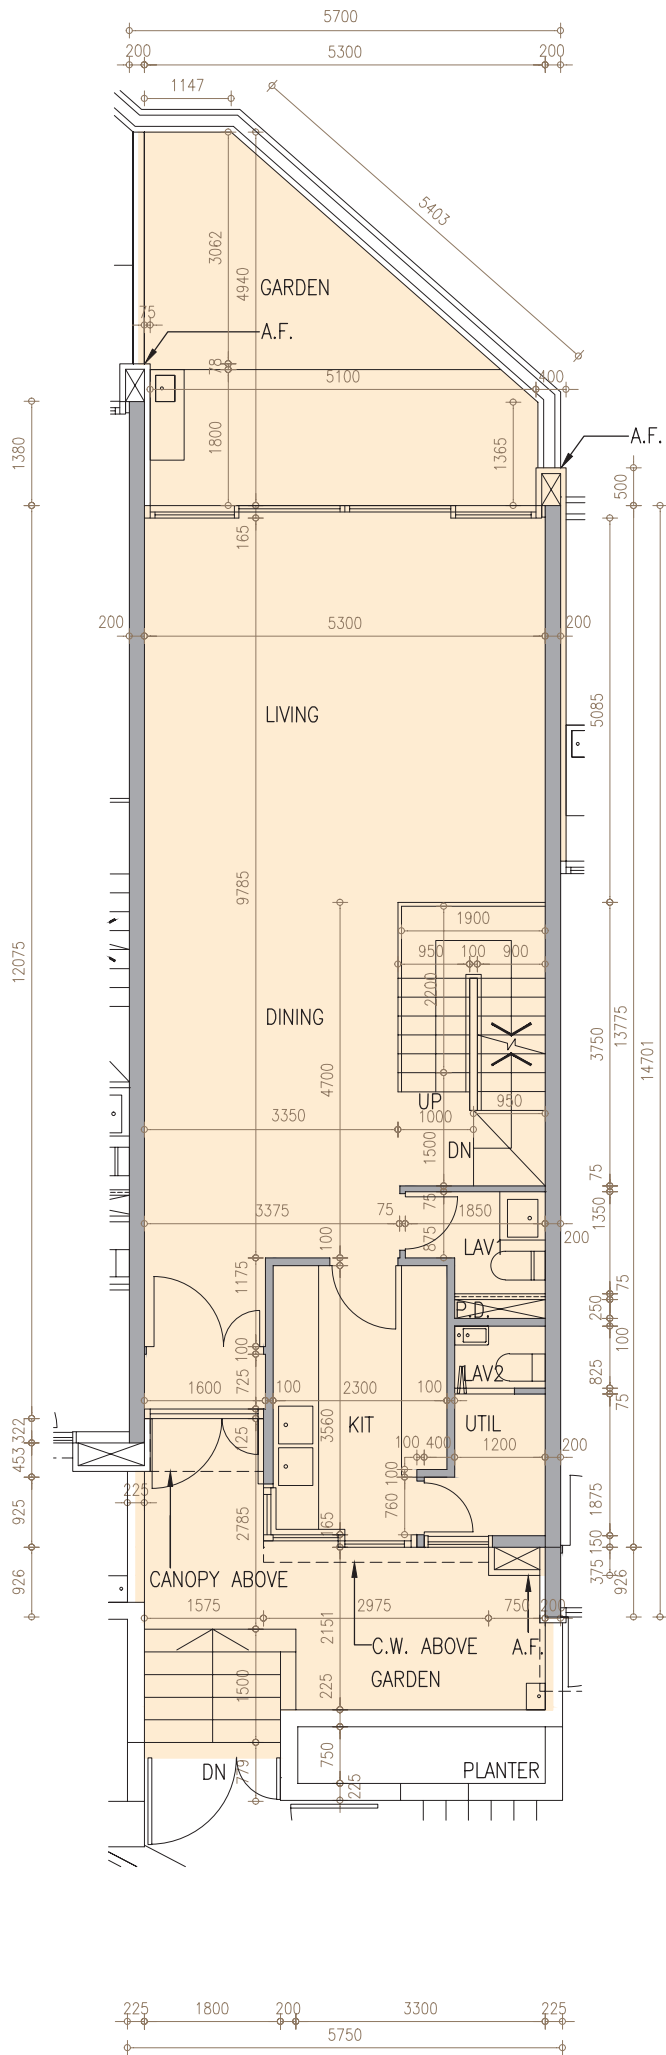 5700
200 5300 200
1147
5403
3062
4940
GARDEN
75
A.F.
78
5100 400
1380
1800
1365
A.F.
500
165
200 5300 200
LIVING
5085
9785
12075
1900
950 100 900
2200
DINING
3750
13775
14701
4700
UP
950
3350 1000
DN
1500
75
75
3375 75 1850
1350
200
100
875
LAV1
1175
75
250
P.D.
100
100
725
LAV2
825
75
1600 100 2300 100
322
125
3560
KIT
UTIL
453
100 400 1200 200
100
925
225
760
2785
165
1875
150
375
926
926
CANOPY ABOVE
1575 2975 750 200
2151
C.W. ABOVE
A.F.
GARDEN
1500
225
DN
779
750
PLANTER
225
225 1800 200 3300 225
5750